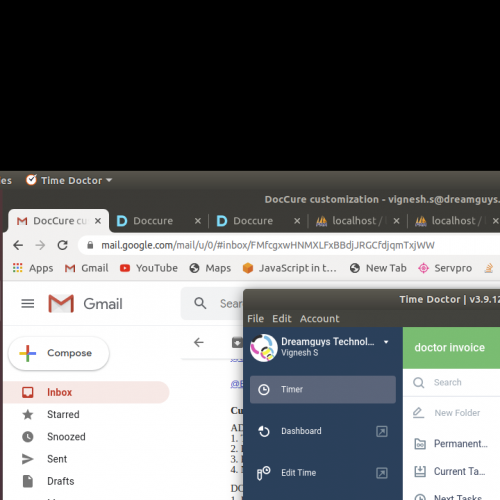 es Time Doctor
DocCure customization - vignesh.s@dreamguys.
DocCure cu
Doccure
Doccure
localhost /
localhost /
mail.google.com/mail/u/0/#inbox/FMfcgxwHNMXLFxBBdjJRGCfdjqmTxjWW
Apps Gmail YouTube Maps JavaScript in t... New Tab Servpro
Gmail
Sear
Compose
Inbox
Starred
Snoozed
Sent
Drafts
Cu
AD
1.
2.
3.
4.
DO
Time Doctor | v3.9.12
File Edit Account
Dreamguys Technol...
Vignesh S
Timer
Dashboard
Edit Time
doctor invoice
Search
New Folder
Permanent...
Current Ta...
Next Tasks